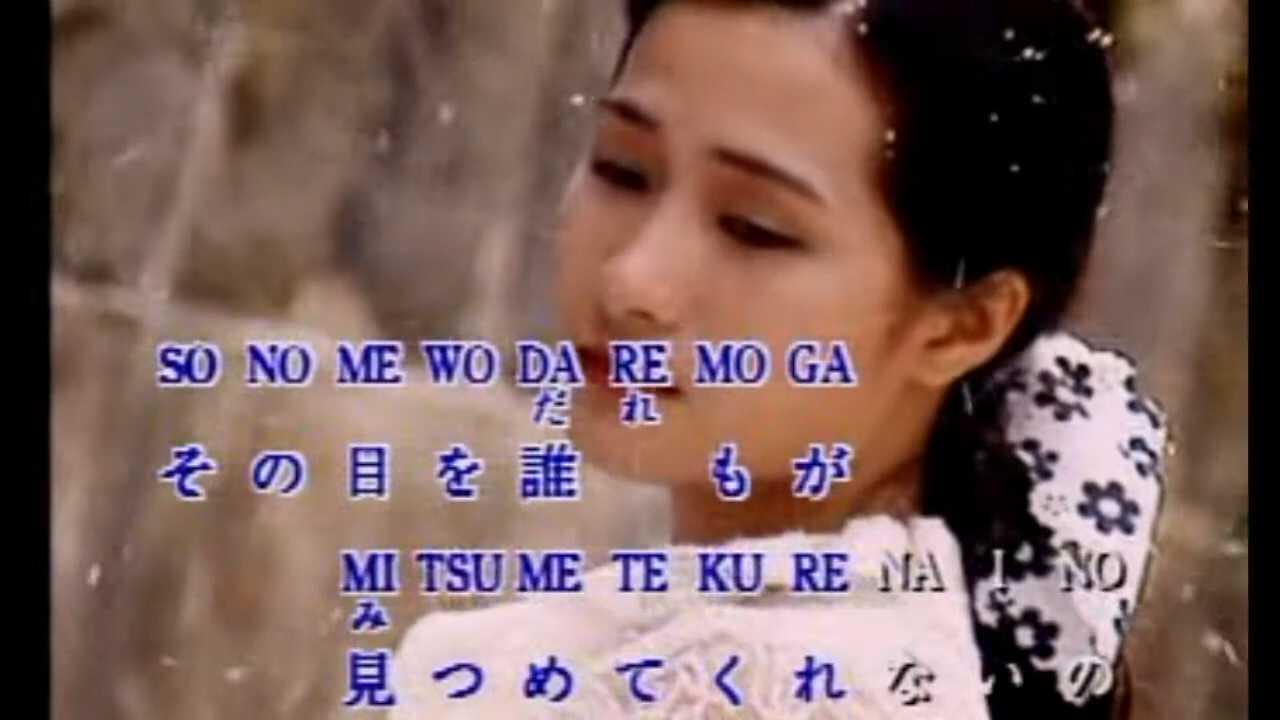 SO NO ME WO DA RE MO GA
だ れ
その目を誰 もが
MI TSU ME TE KU RE NA I NO
み
見つめてくれないの